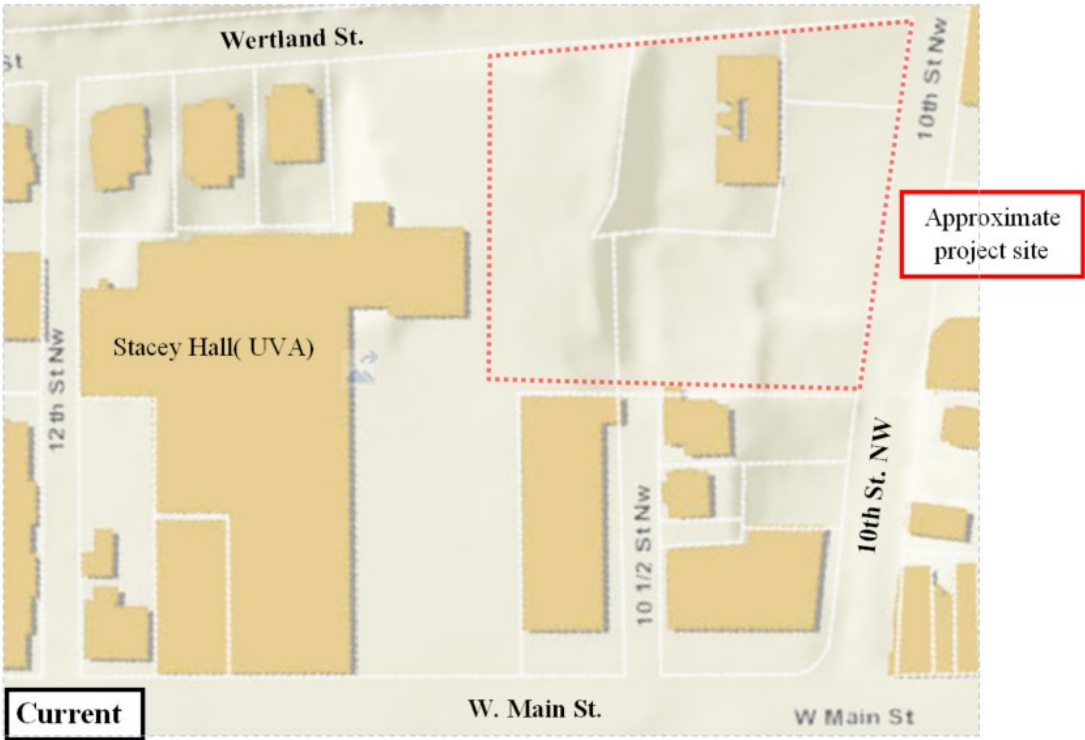 Wertland St.
St
10th St Nw
Approximate
project site
Stacey Hall( UVA)
12th St Nw
10 1/2 St Nw
10th St. NW
Current
W. Main St.
W Main St